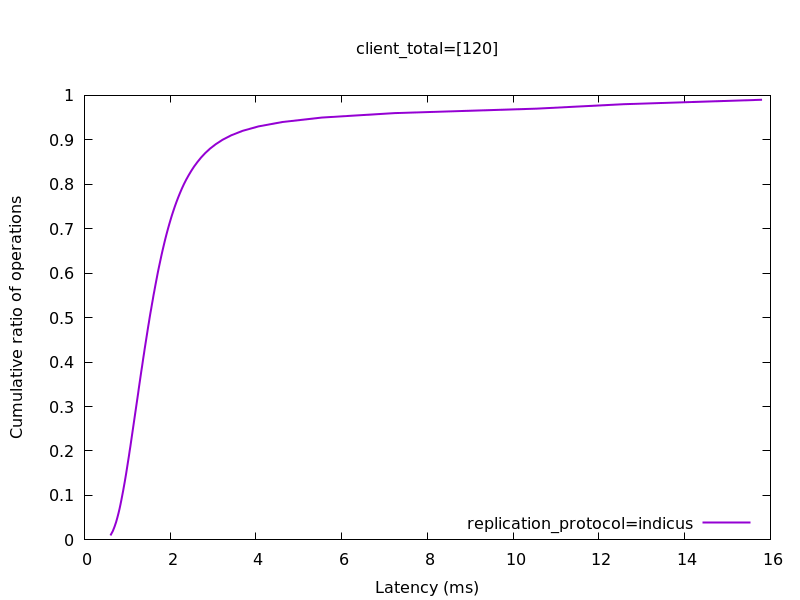 client_total=[120]
1
0.9
0.8
0.7
0.6
0.5
0.4
0.3
0.2
0.1
0
Cumulative ratio of operations
replication_protocol=indicus
0 2 4 6 8 10 12 14 16
Latency (ms)